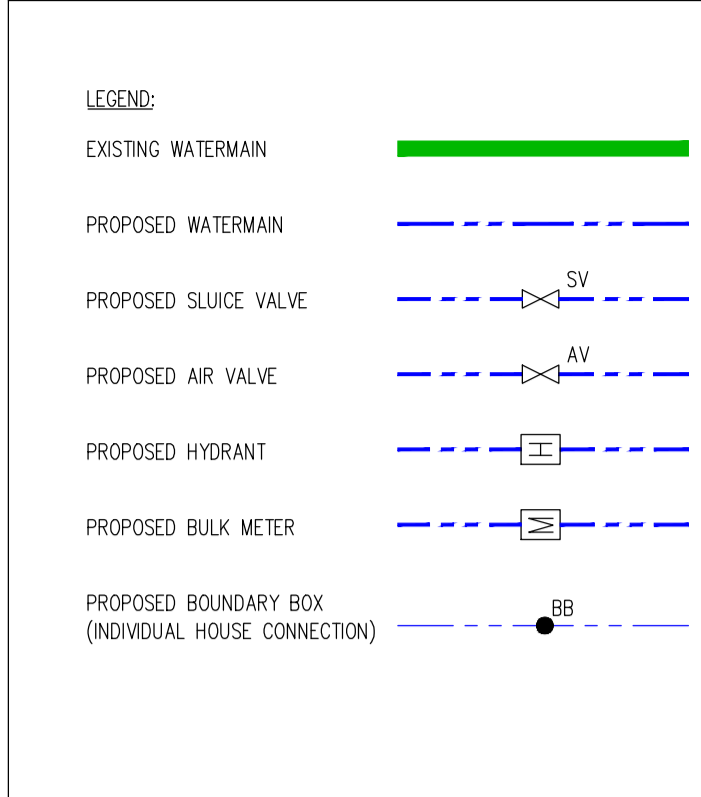 LEGEND:
EXISTING WATERMAIN
PROPOSED WATERMAIN
PROPOSED SLUICE VALVE
SV
PROPOSED AIR VALVE
AV
PROPOSED HYDRANT
H
PROPOSED BULK METER
M
PROPOSED BOUNDARY BOX
(INDIVIDUAL HOUSE CONNECTION)
BB